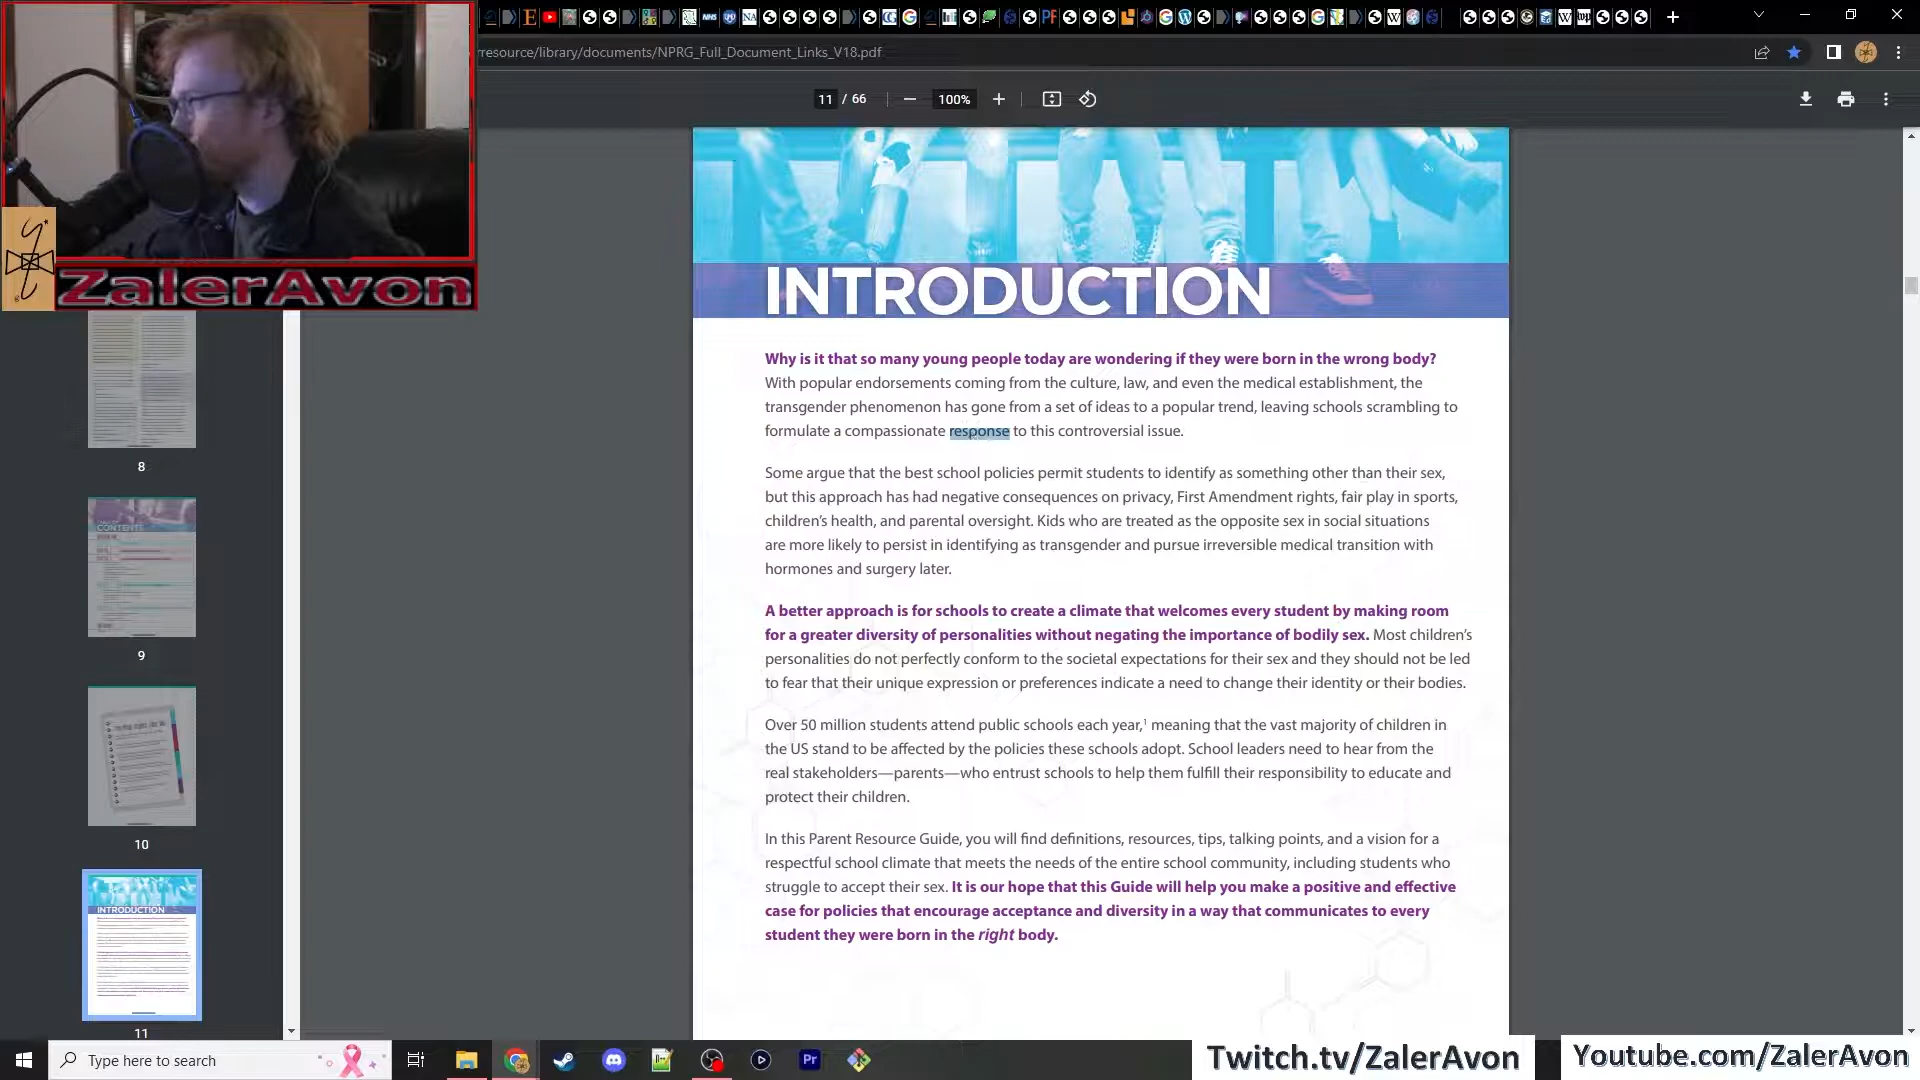 resource/library/documents/NPRG_Full_Document_Links_V18.pdf
11 / 66
100%
ZalerAvon
INTRODUCTION
Why is it that so many young people today are wondering if they were born in the wrong body?
With popular endorsements coming from the culture, law, and even the medical establishment, the
transgender phenomenon has gone from a set of ideas to a popular trend, leaving schools scrambling to
formulate a compassionate response to this controversial issue.
Some argue that the best school policies permit students to identify as something other than their sex,
but this approach has had negative consequences on privacy, First Amendment rights, fair play in sports,
children's health, and parental oversight. Kids who are treated as the opposite sex in social situations
are more likely to persist in identifying as transgender and pursue irreversible medical transition with
hormones and surgery later.
A better approach is for schools to create a climate that welcomes every student by making room
for a greater diversity of personalities without negating the importance of bodily sex. Most children's
personalities do not perfectly conform to the societal expectations for their sex and they should not be led
to fear that their unique expression or preferences indicate a need to change their identity or their bodies.
Over 50 million students attend public schools each year,¹ meaning that the vast majority of children in
the US stand to be affected by the policies these schools adopt. School leaders need to hear from the
real stakeholders—parents—who entrust schools to help them fulfill their responsibility to educate and
protect their children.
In this Parent Resource Guide, you will find definitions, resources, tips, talking points, and a vision for a
respectful school climate that meets the needs of the entire school community, including students who
struggle to accept their sex. It is our hope that this Guide will help you make a positive and effective
case for policies that encourage acceptance and diversity in a way that communicates to every
student they were born in the right body.
8
CONTENTS
9
10
INTRODUCTION
11
Type here to search
Pr
Twitch.tv/ZalerAvon
Youtube.com/ZalerAvon